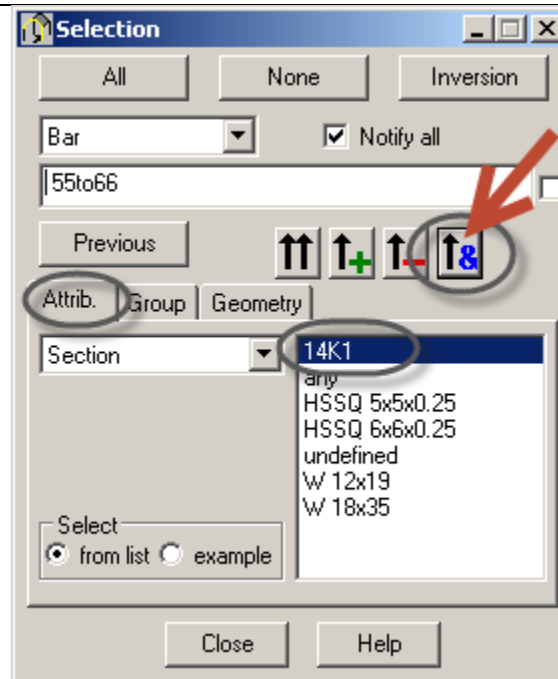 Selection
All None Inversion
Bar Notify all
55to66
Previous + - &
Attrib. Group Geometry
Section
14K1
any
HSSQ 5x5x0.25
HSSQ 6x6x0.25
undefined
W 12x19
W 18x35
Select
from list example
Close Help